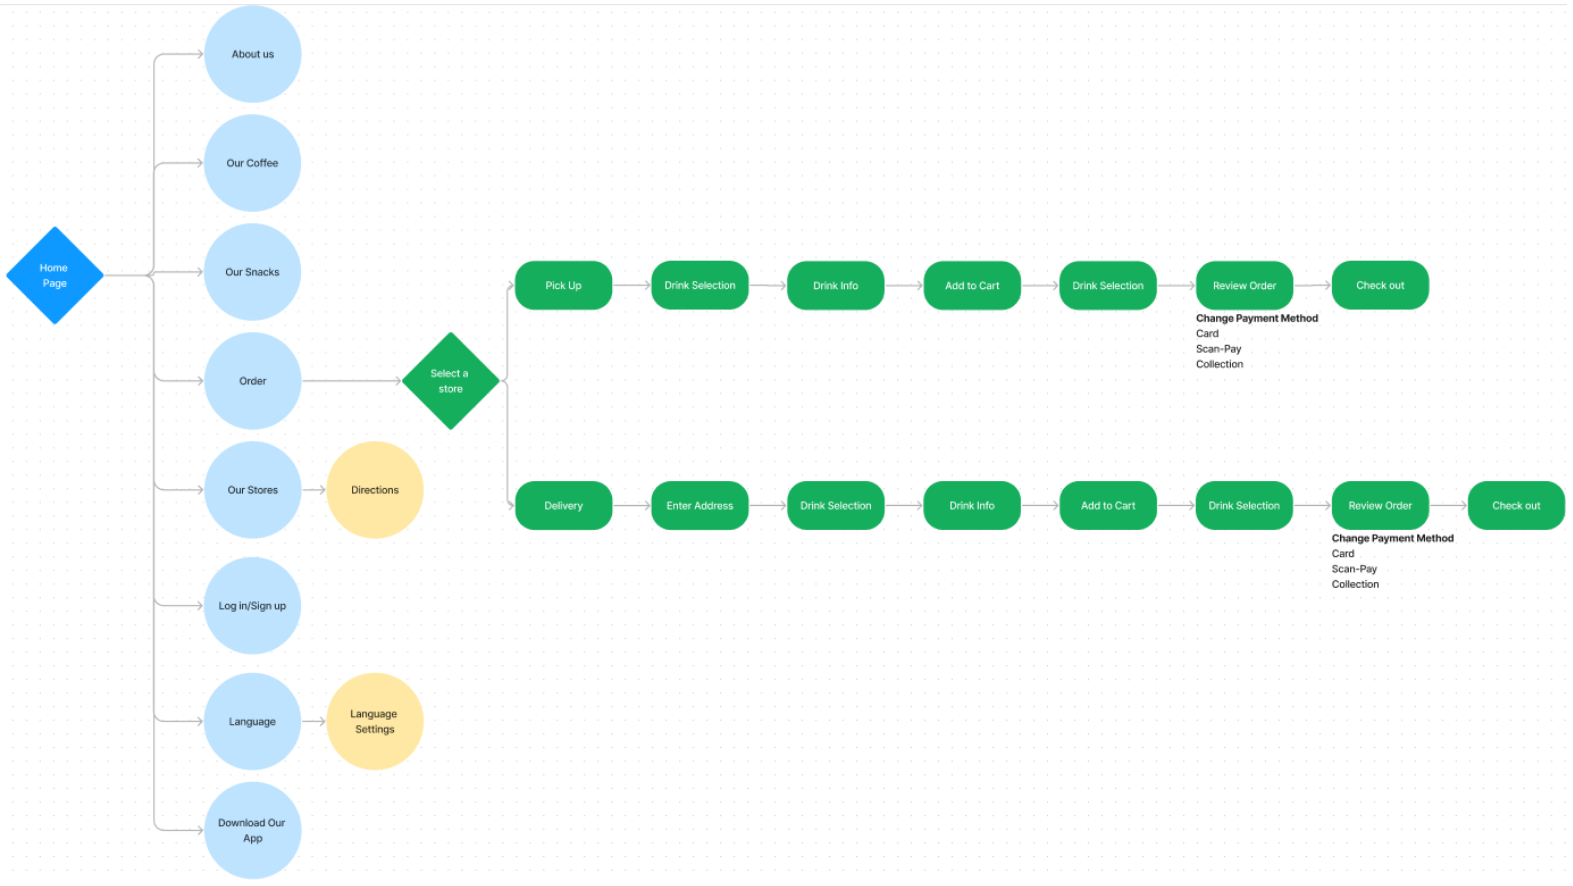 About us
Our Coffee
Our Snacks
Home
Page
Order
Our Stores
Directions
Log in/Sign up
Language
Language
Settings
Download Our
App
Select a
store
Pick Up
Drink Selection
Drink Info
Add to Cart
Drink Selection
Review Order
Check out
Change Payment Method
Card
Scan-Pay
Collection
Delivery
Enter Address
Drink Selection
Drink Info
Add to Cart
Drink Selection
Review Order
Check out
Change Payment Method
Card
Scan-Pay
Collection